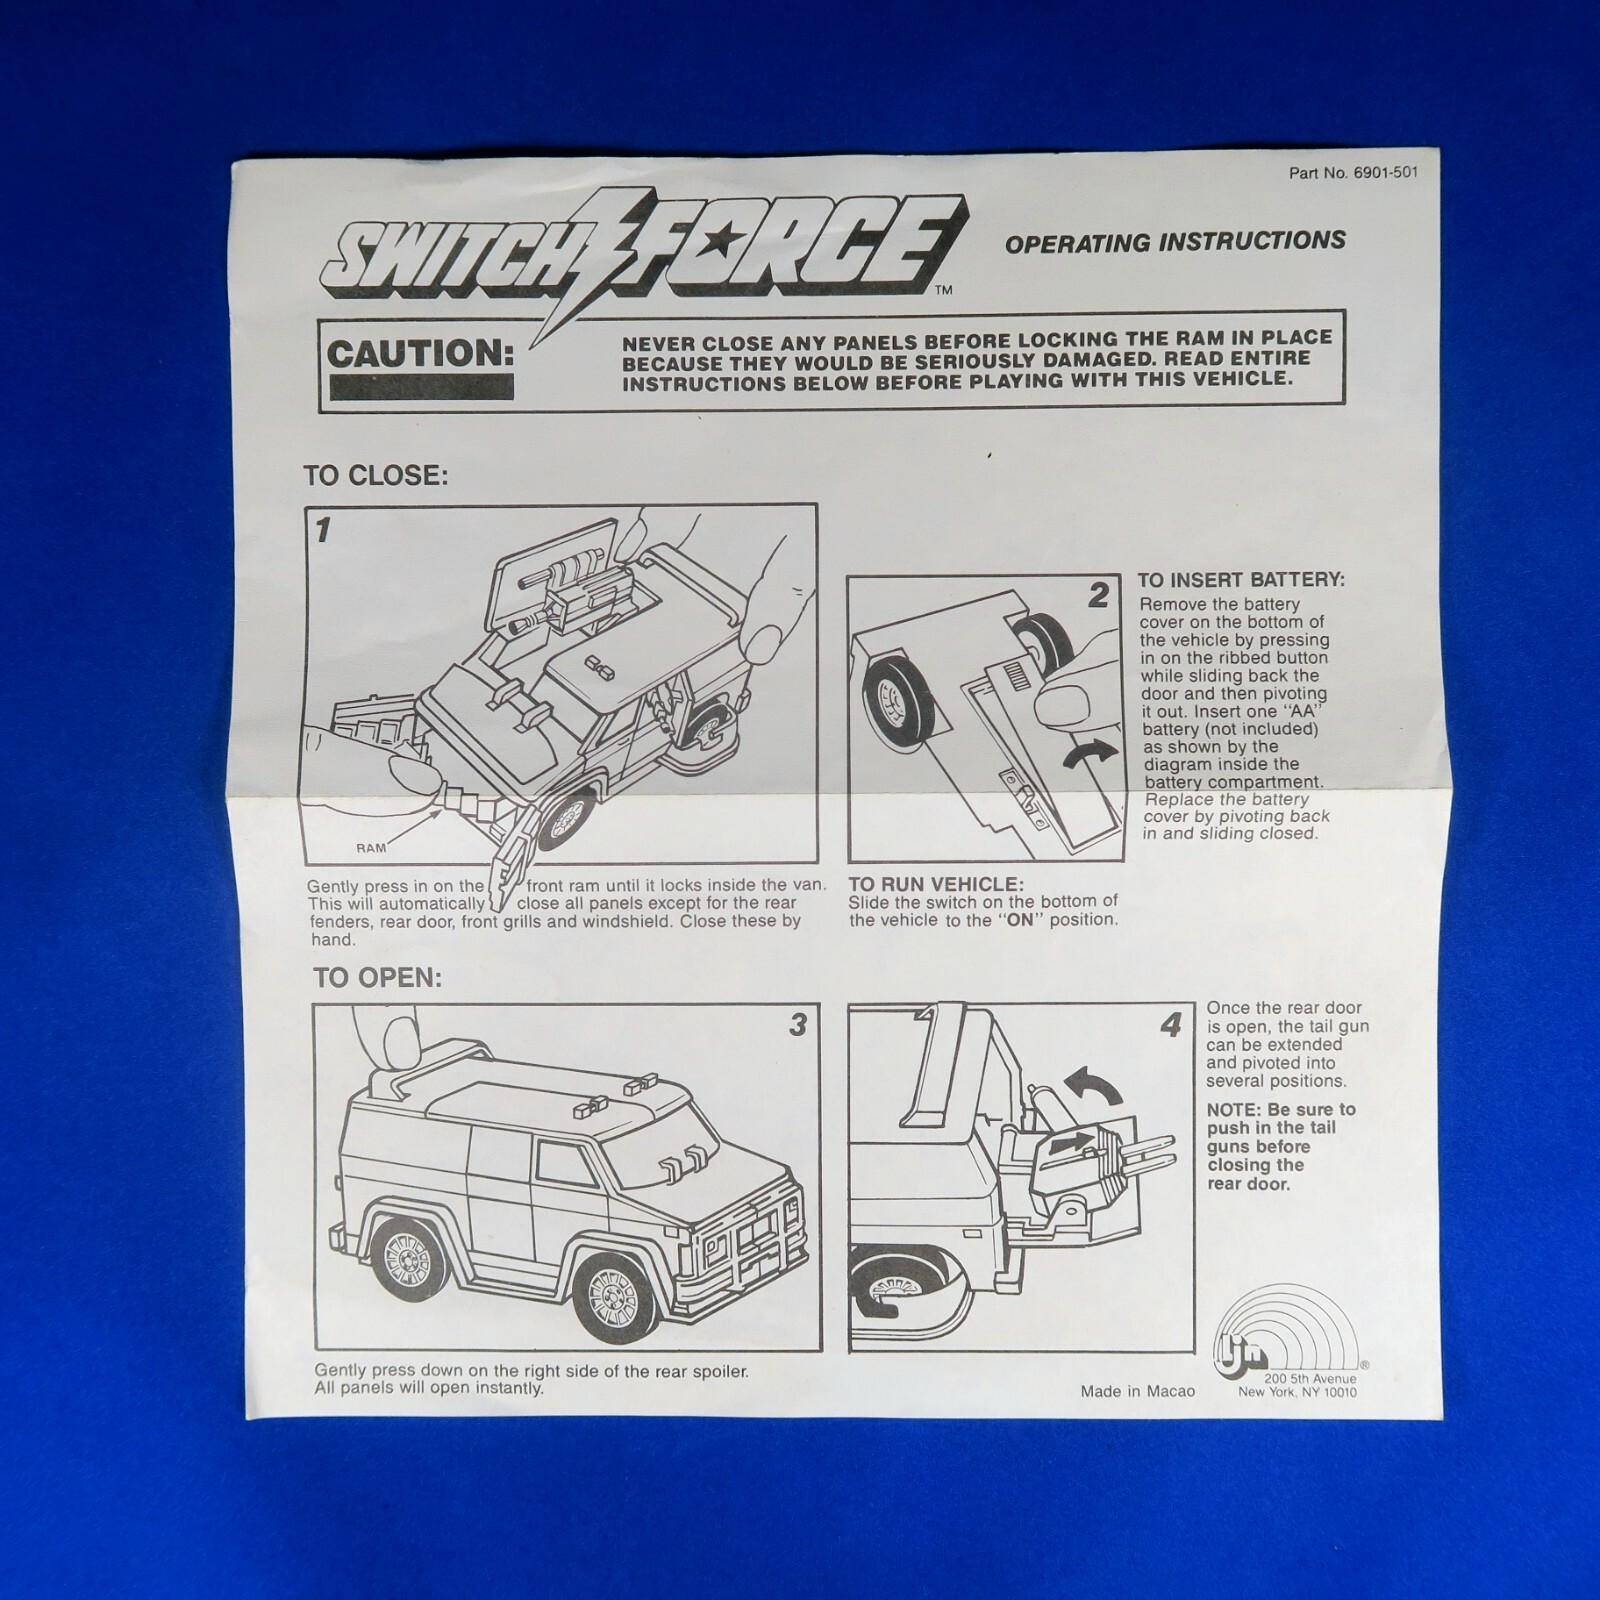 Part No. 6901-501
SWITCH FORCE
TM
OPERATING INSTRUCTIONS
CAUTION:
NEVER CLOSE ANY PANELS BEFORE LOCKING THE RAM IN PLACE
BECAUSE THEY WOULD BE SERIOUSLY DAMAGED. READ ENTIRE
INSTRUCTIONS BELOW BEFORE PLAYING WITH THIS VEHICLE.
TO CLOSE:
1
RAM
Gently press in on the front ram until it locks inside the van.
This will automatically close all panels except for the rear
fenders, rear door, front grills and windshield. Close these by
hand.
2
TO INSERT BATTERY:
Remove the battery
cover on the bottom of
the vehicle by pressing
in on the ribbed button
while sliding back the
door and then pivoting
it out. Insert one “AA”
battery (not included)
as shown by the
diagram inside the
battery compartment.
Replace the battery
cover by pivoting back
in and sliding closed.
TO RUN VEHICLE:
Slide the switch on the bottom of
the vehicle to the “ON” position.
TO OPEN:
3
Gently press down on the right side of the rear spoiler.
All panels will open instantly.
4
Once the rear door
is open, the tail gun
can be extended
and pivoted into
several positions.
NOTE: Be sure to
push in the tail
guns before
closing the
rear door.
Made in Macao
ljn
®
200 5th Avenue
New York, NY 10010